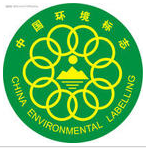 中国环境标志
CHINA ENVIRONMENTAL LABELLING